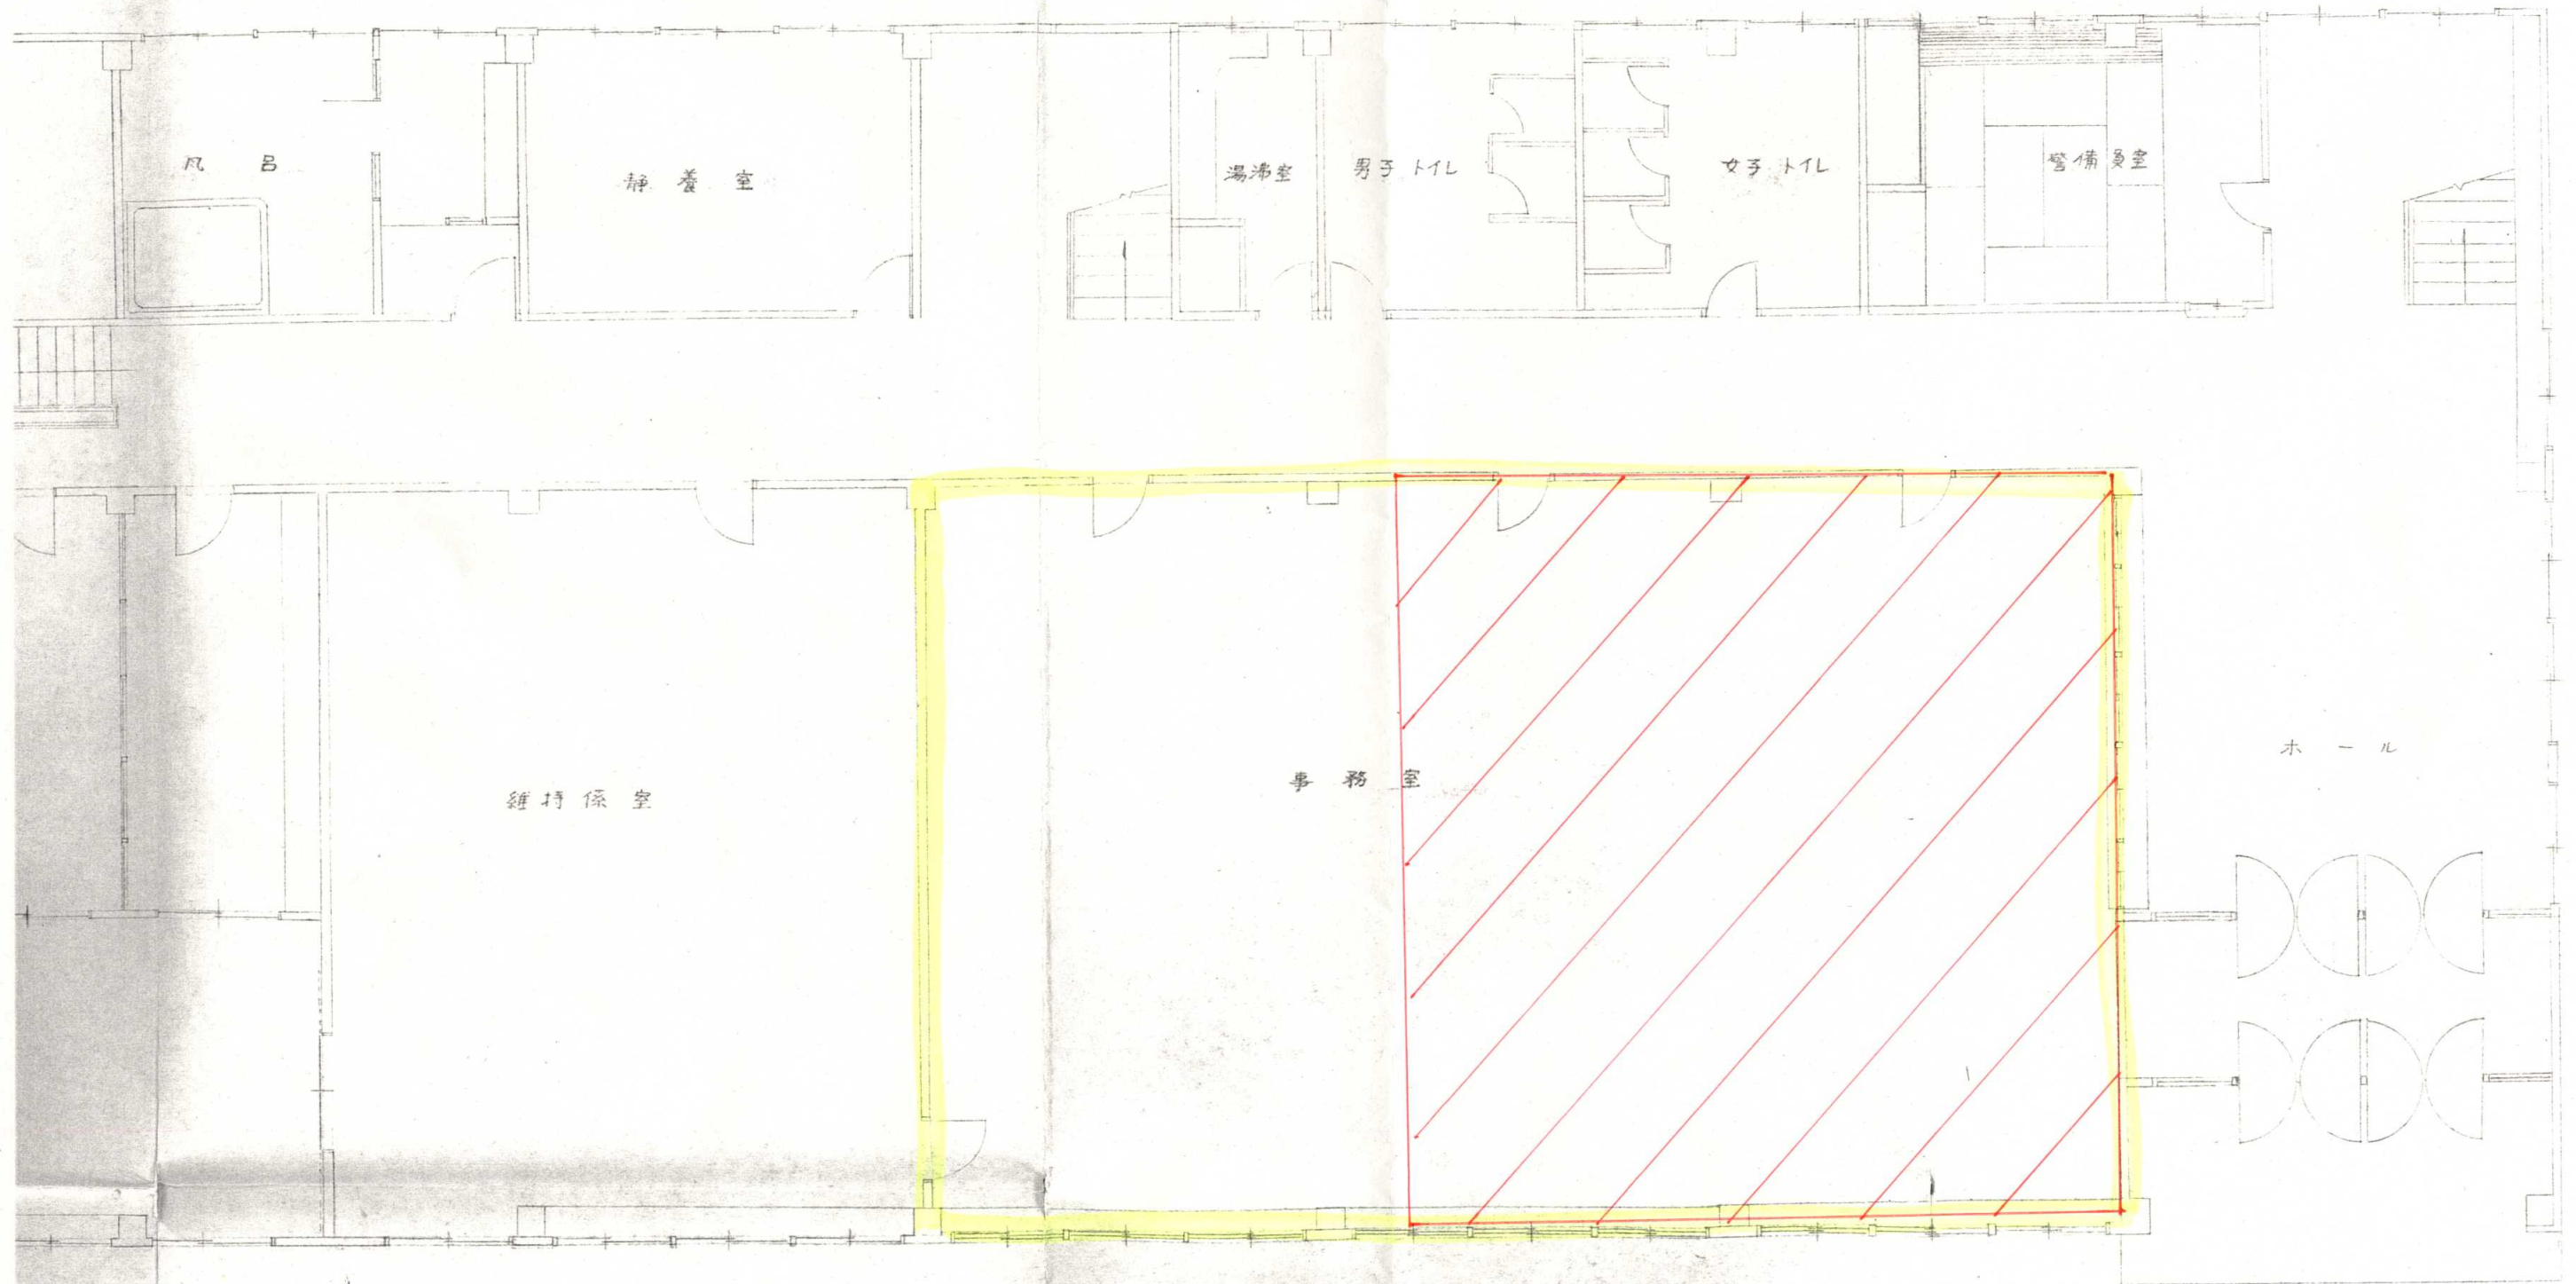 風 呂
静 養 室
湯沸室
男子 トイレ
女子 トイレ
警備員室
維持係室
事 務 室
ホ ー ル